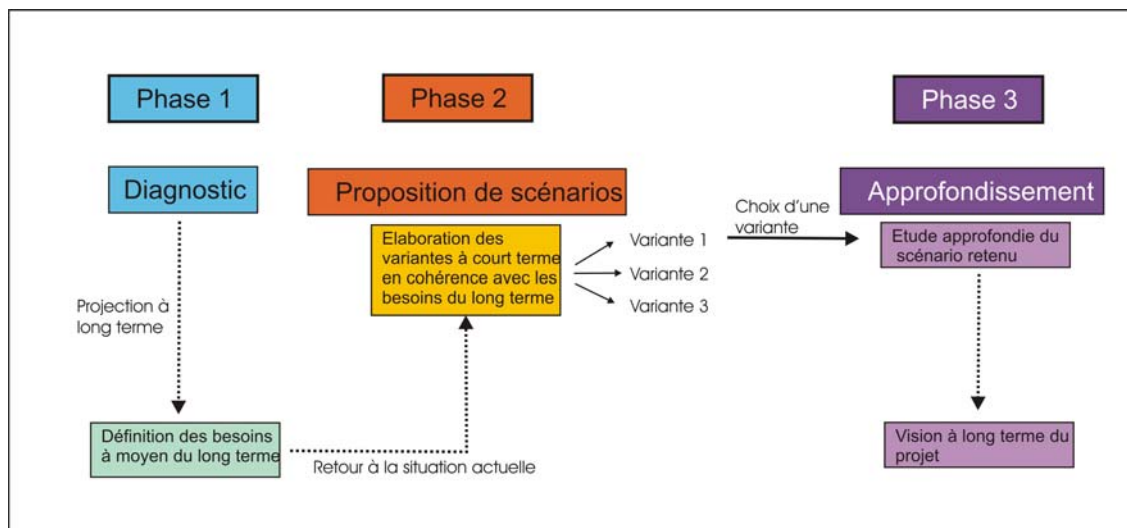 Phase 1
Phase 2
Phase 3
Diagnostic
Proposition de scénarios
Approfondissement
Projection à
long terme
Définition des besoins
à moyen du long terme
Retour à la situation actuelle
Elaboration des
variantes à court terme
en cohérence avec les
besoins du long terme
Variante 1
Variante 2
Variante 3
Choix d'une
variante
Etude approfondie du
scénario retenu
Vision à long terme du
projet